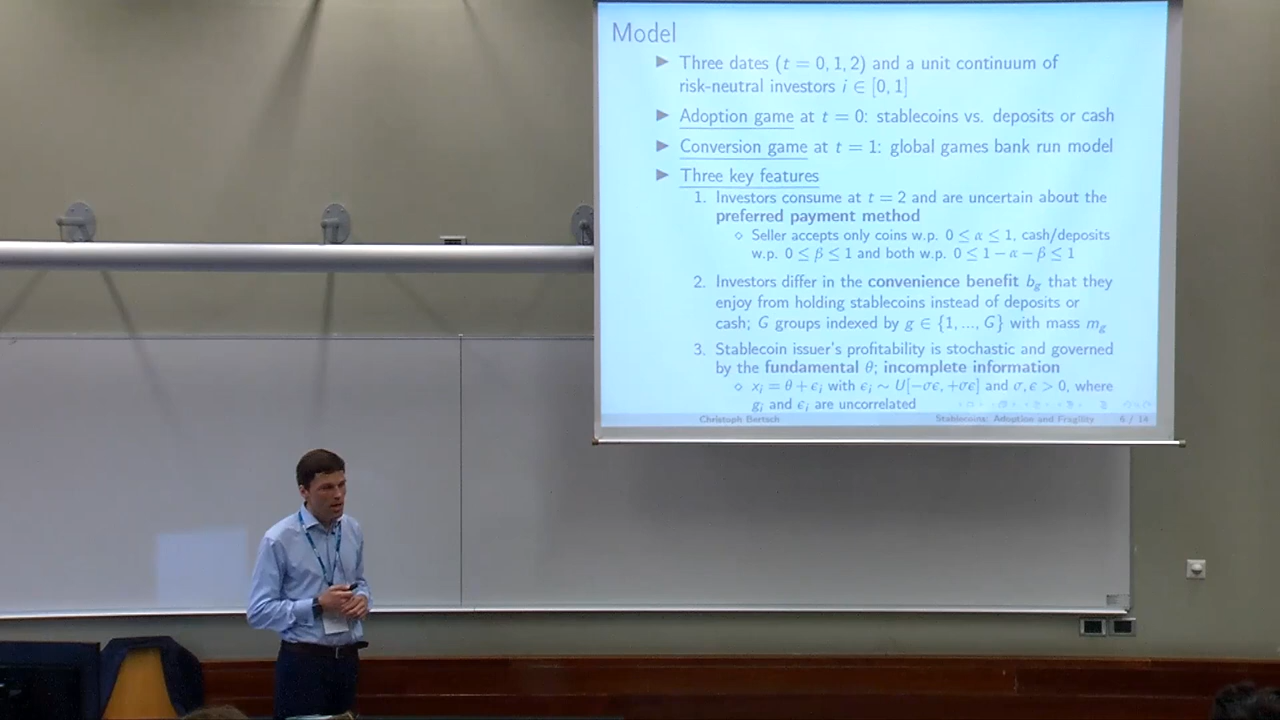 Model
► Three dates (t = 0, 1, 2) and a unit continuum of
risk-neutral investors i ∈ [0, 1]
► Adoption game at t = 0: stablecoins vs. deposits or cash
► Conversion game at t = 1: global games bank run model
► Three key features
1. Investors consume at t = 2 and are uncertain about the
preferred payment method
⋄ Seller accepts only coins w.p. 0 ≤ α ≤ 1, cash/deposits
w.p. 0 ≤ β ≤ 1 and both w.p. 0 ≤ 1 − α − β ≤ 1
2. Investors differ in the convenience benefit b_g that they
enjoy from holding stablecoins instead of deposits or
cash; G groups indexed by g ∈ {1, ..., G} with mass m_g
3. Stablecoin issuer's profitability is stochastic and governed
by the fundamental θ; incomplete information
⋄ x_i = θ + ϵ_i with ϵ_i ∼ U[−σϵ, +σϵ] and σ, ϵ > 0, where
g_i and ϵ_i are uncorrelated
Christoph Bertsch Stablecoins: Adoption and Fragility 6 / 14